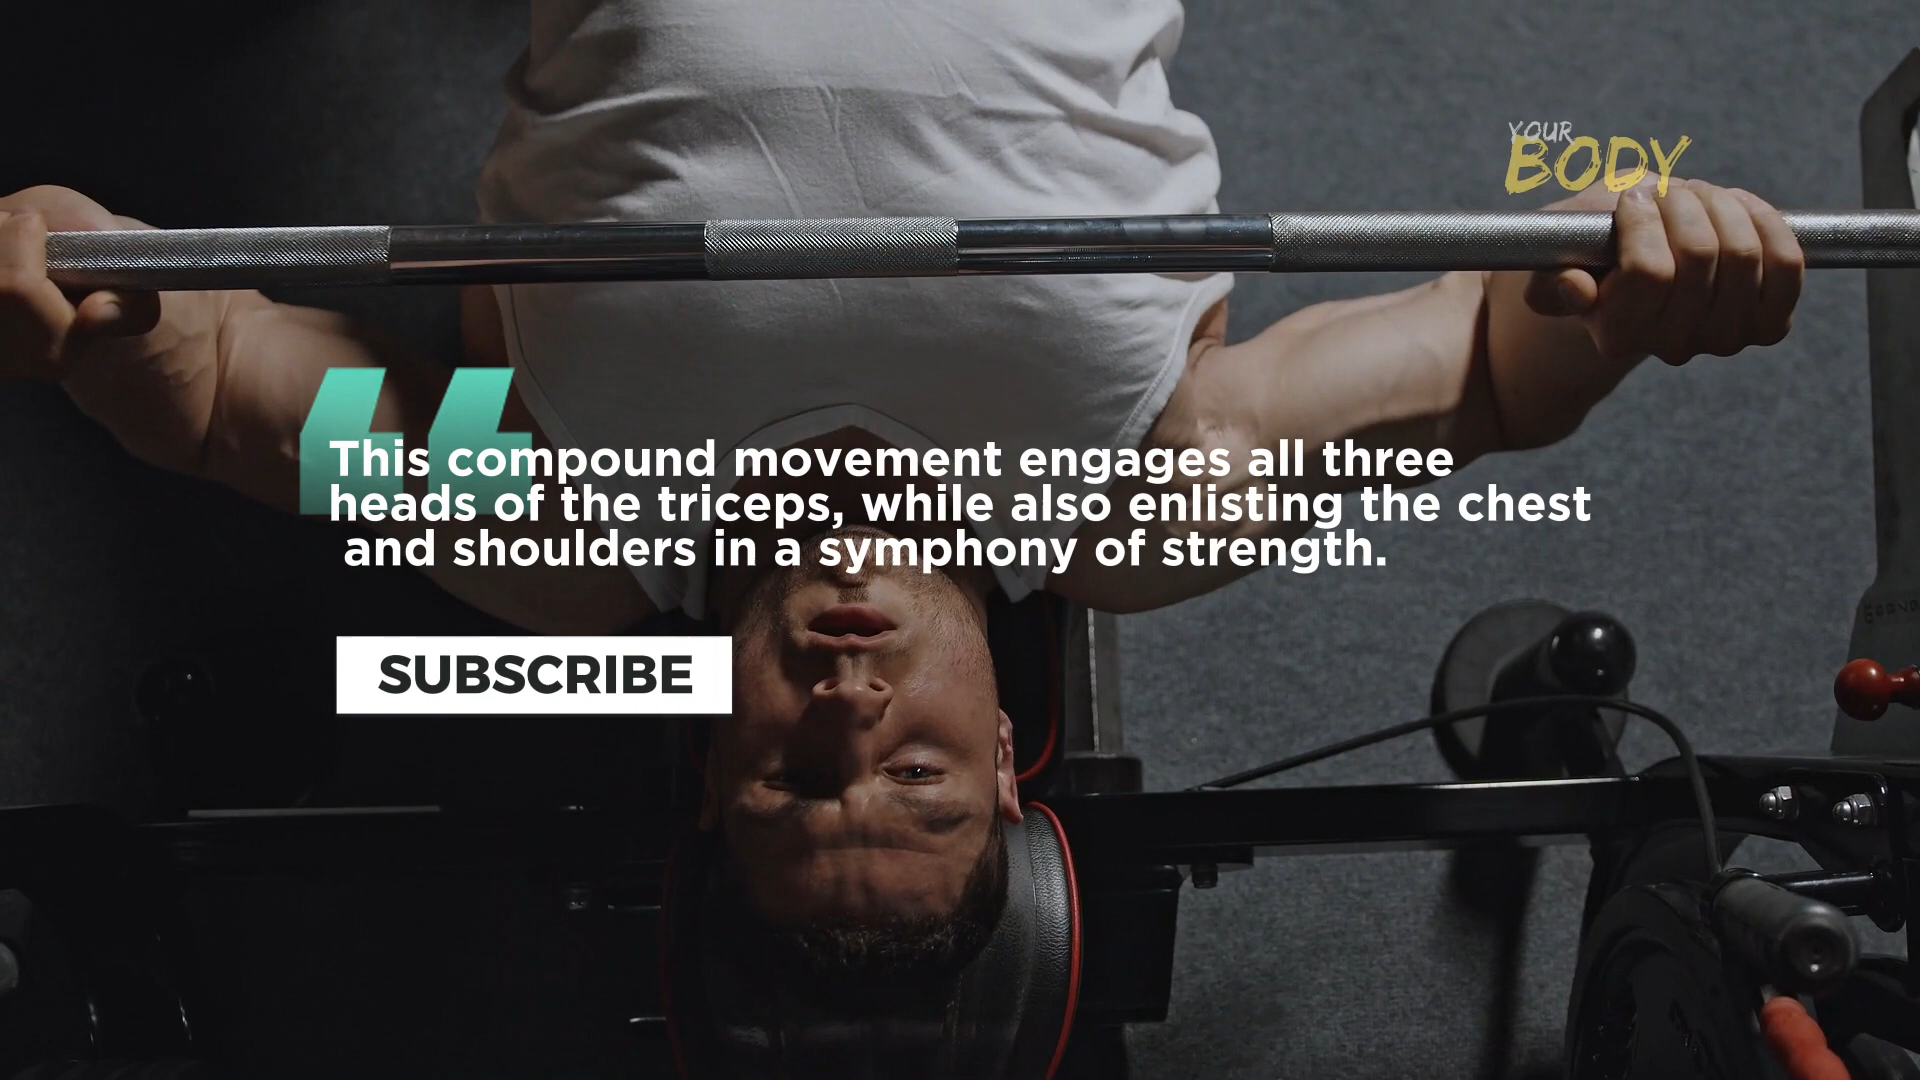 YOUR
BODY
This compound movement engages all three
heads of the triceps, while also enlisting the chest
and shoulders in a symphony of strength.
SUBSCRIBE